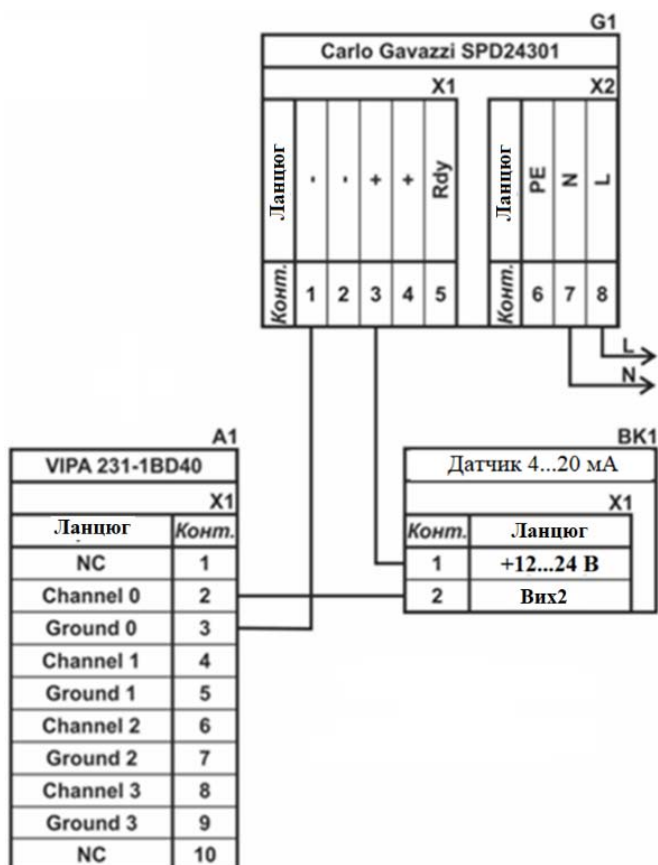 G1
Carlo Gavazzi SPD24301
X1 X2
Ланцюг - - + + Rdy Ланцюг PE N L
Конт. 1 2 3 4 5 Конт. 6 7 8
L
N
A1
VIPA 231-1BD40
X1
Ланцюг Конт.
NC 1
Channel 0 2
Ground 0 3
Channel 1 4
Ground 1 5
Channel 2 6
Ground 2 7
Channel 3 8
Ground 3 9
NC 10
BK1
Датчик 4...20 мА
X1
Конт. Ланцюг
1 +12...24 В
2 Вих2